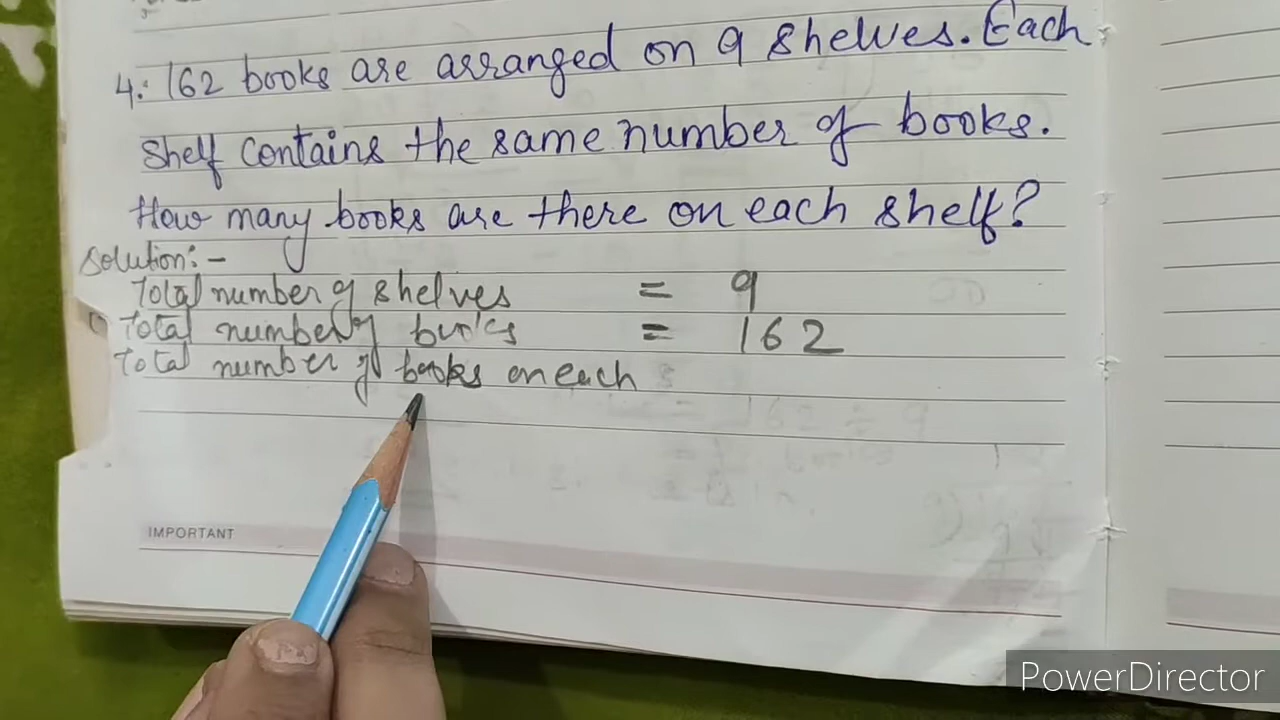 4:- 162 books are arranged on 9 shelves. Each
Shelf contains the same number of books.
How many books are there on each shelf?
Solution:-
Total number of shelves = 9
Total number of books = 162
Total number of books on each
IMPORTANT
PowerDirector